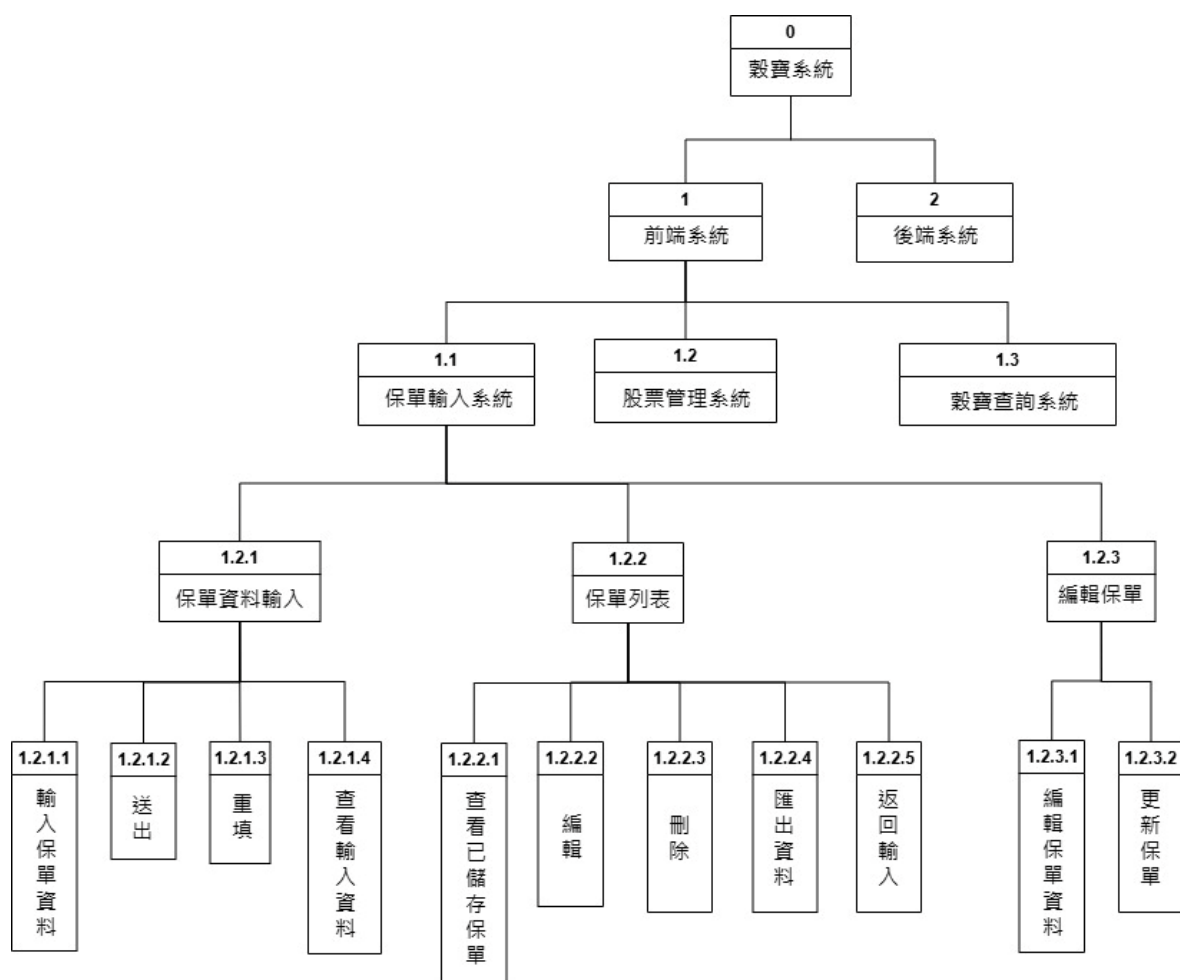 0
穀寶系統
1
前端系統
2
後端系統
1.1
保單輸入系統
1.2
股票管理系統
1.3
穀寶查詢系統
1.2.1
保單資料輸入
1.2.2
保單列表
1.2.3
編輯保單
1.2.1.1
輸入保單資料
1.2.1.2
送出
1.2.1.3
重填
1.2.1.4
查看輸入資料
1.2.2.1
查看已儲存保單
1.2.2.2
編輯
1.2.2.3
刪除
1.2.2.4
匯出資料
1.2.2.5
返回輸入
1.2.3.1
編輯保單資料
1.2.3.2
更新保單